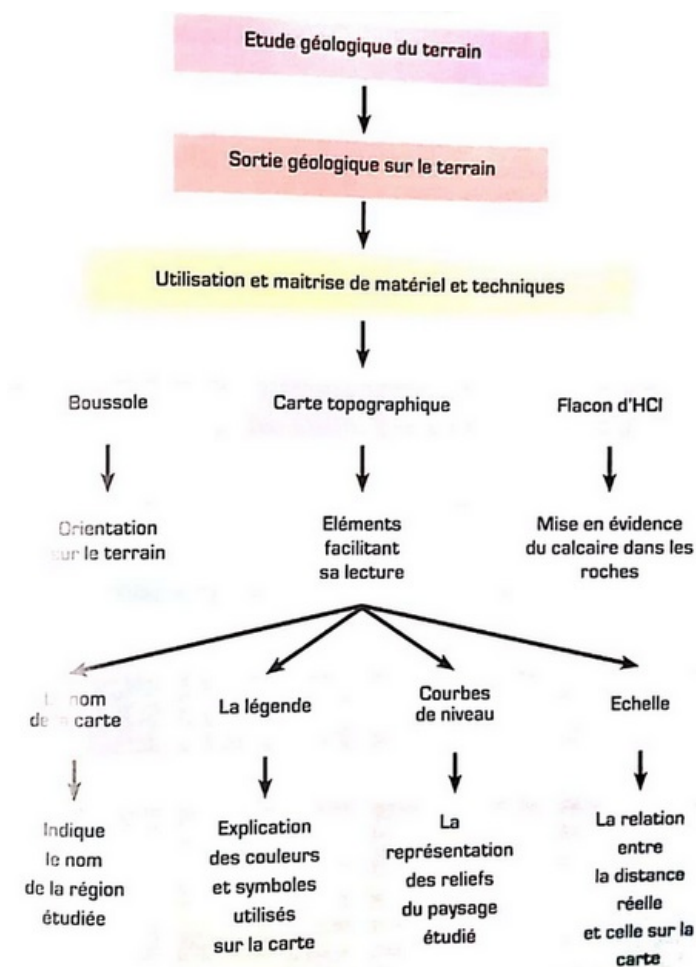 Etude géologique du terrain
Sortie géologique sur le terrain
Utilisation et maitrise de matériel et techniques
Boussole
Carte topographique
Flacon d'HCl
Orientation
sur le terrain
Eléments
facilitant
sa lecture
Mise en évidence
du calcaire dans les
roches
nom
de la carte
La légende
Courbes
de niveau
Echelle
Indique
le nom
de la région
étudiée
Explication
des couleurs
et symboles
utilisés
sur la carte
La
représentation
des reliefs
du paysage
étudié
La relation
entre
la distance
réelle
et celle sur la
carte